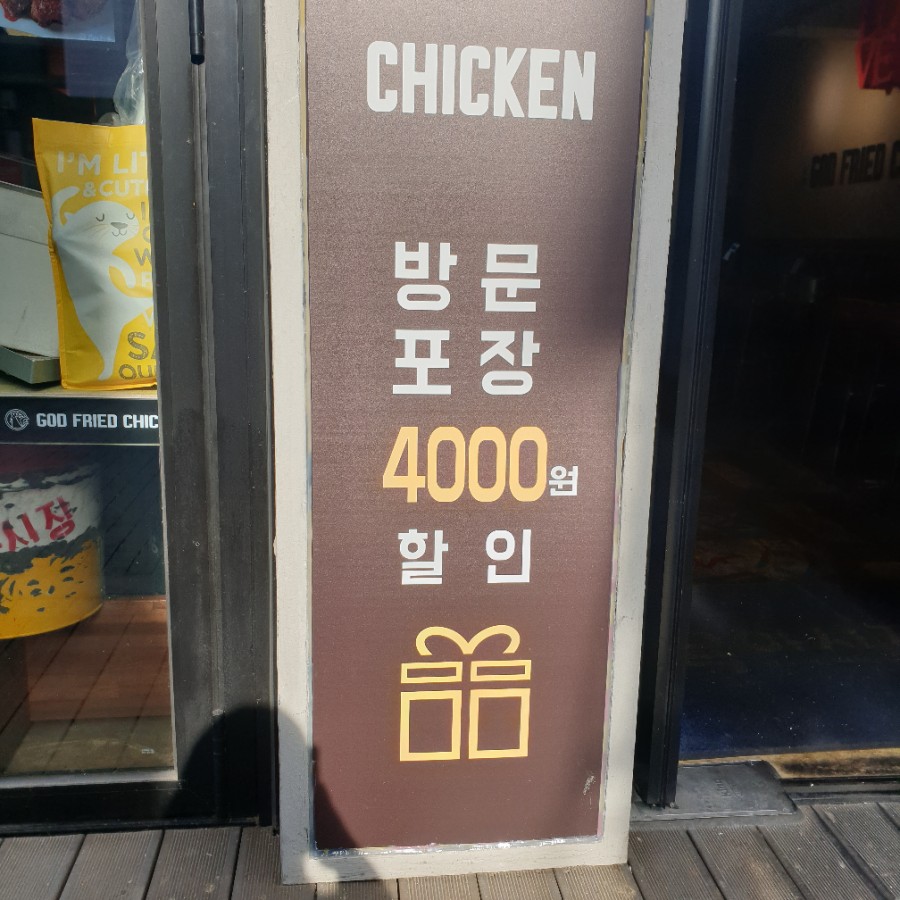 CHICKEN
방문
포장
4000원
할인
I'M LIT
& CUTE
GOD FRIED CHIC
시장
GOD FRIED C